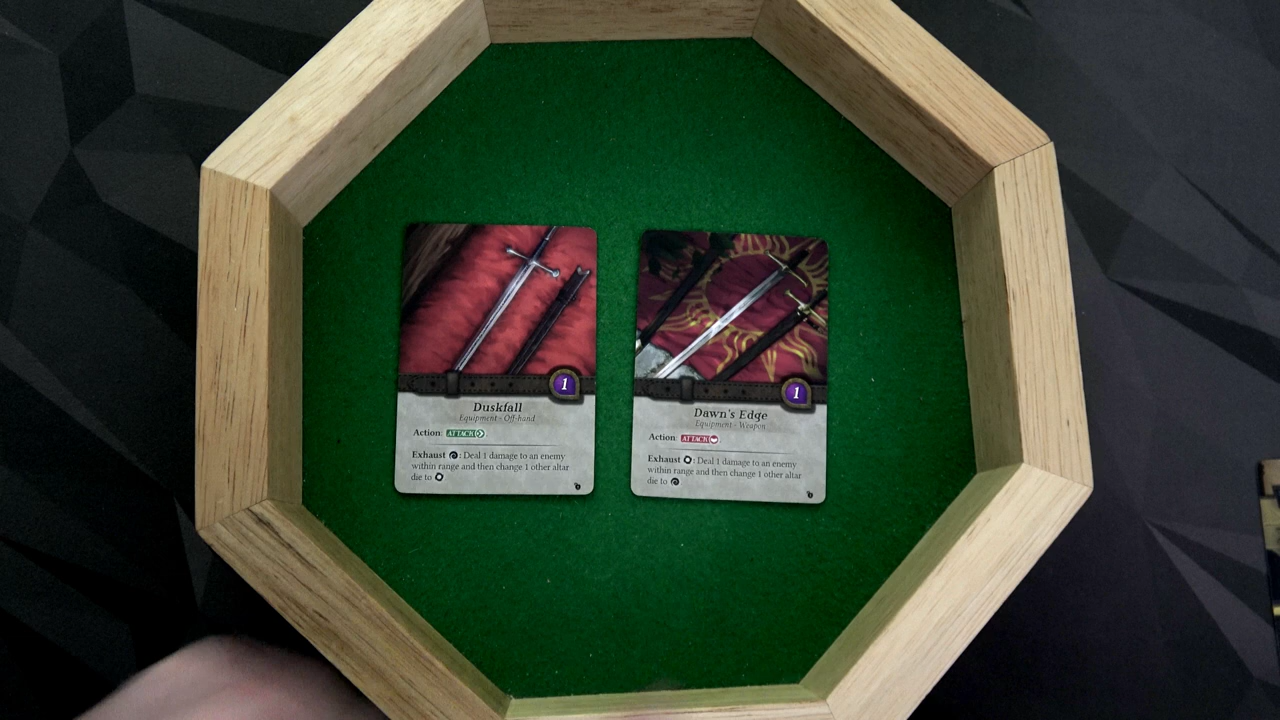 1
Duskfall
Equipment - Off-hand
Action: ATTACK
Exhaust : Deal 1 damage to an enemy
within range and then change 1 other altar
die to
1
Dawn's Edge
Equipment - Weapon
Action: ATTACK
Exhaust : Deal 1 damage to an enemy
within range and then change 1 other altar
die to